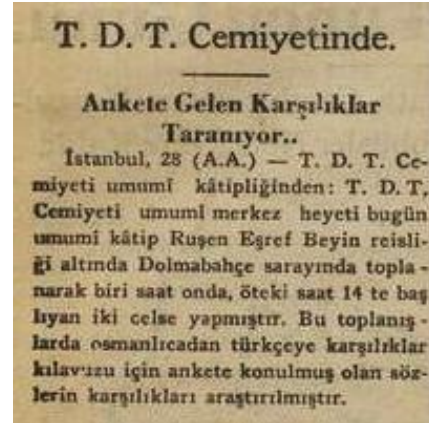 T. D. T. Cemiyetinde.
Ankete Gelen Karşılıklar
Taranıyor..
İstanbul, 28 (A.A.) — T. D. T. Ce-
miyeti umumî kâtipliğinden: T. D. T.
Cemiyeti umumî merkez heyeti bugün
umumî kâtip Ruşen Eşref Beyin reisli-
ği altında Dolmabahçe sarayında topla-
narak biri saat onda, öteki saat 14 te baş
lıyan iki celse yapmıştır. Bu toplanış-
larda osmanlıcadan türkçeye karşılıklar
kılavuzu için ankete konulmuş olan söz-
lerin karşılıkları araştırılmıştır.